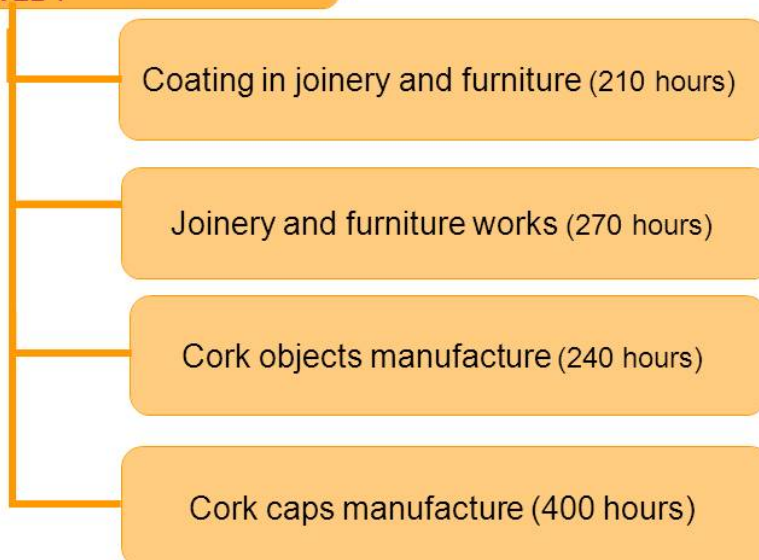 Coating in joinery and furniture (210 hours)
Joinery and furniture works (270 hours)
Cork objects manufacture (240 hours)
Cork caps manufacture (400 hours)